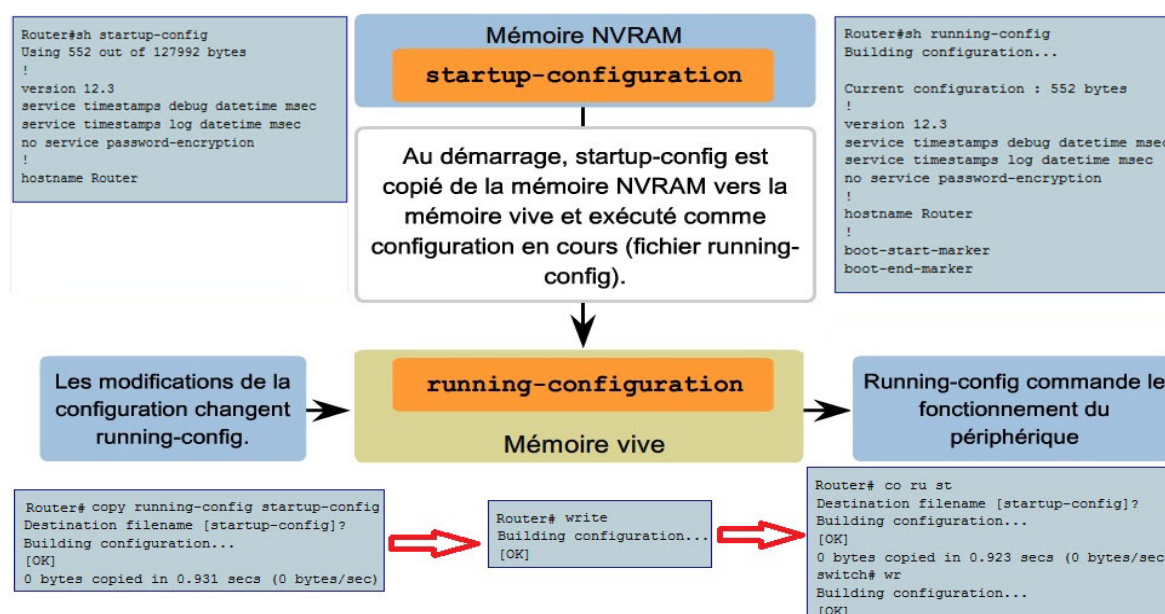 Router#sh startup-config
Using 552 out of 127992 bytes
!
version 12.3
service timestamps debug datetime msec
service timestamps log datetime msec
no service password-encryption
!
hostname Router
Mémoire NVRAM
startup-configuration
Au démarrage, startup-config est
copié de la mémoire NVRAM vers la
mémoire vive et exécuté comme
configuration en cours (fichier running-
config).
Router#sh running-config
Building configuration...
Current configuration : 552 bytes
!
version 12.3
service timestamps debug datetime msec
service timestamps log datetime msec
no service password-encryption
!
hostname Router
!
boot-start-marker
boot-end-marker
Les modifications de la
configuration changent
running-config.
running-configuration
Mémoire vive
Running-config commande le
fonctionnement du
périphérique
Router# copy running-config startup-config
Destination filename [startup-config]?
Building configuration...
[OK]
0 bytes copied in 0.931 secs (0 bytes/sec)
Router# write
Building configuration...
[OK]
Router# co ru st
Destination filename [startup-config]?
Building configuration...
[OK]
0 bytes copied in 0.923 secs (0 bytes/sec
switch# wr
Building configuration...
[OK]